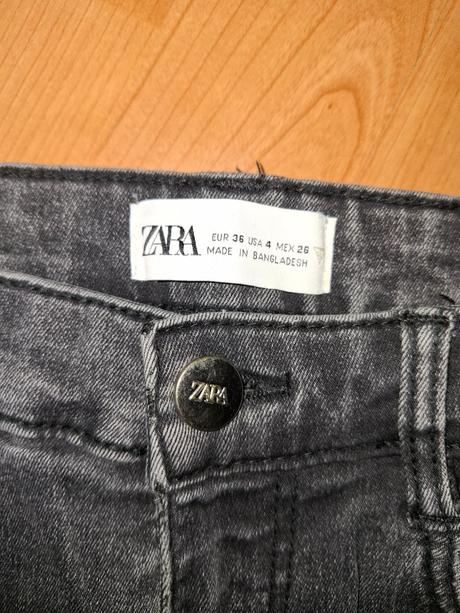 ZARA
EUR 36 USA 4 MEX 26
MADE IN BANGLADESH
ZARA